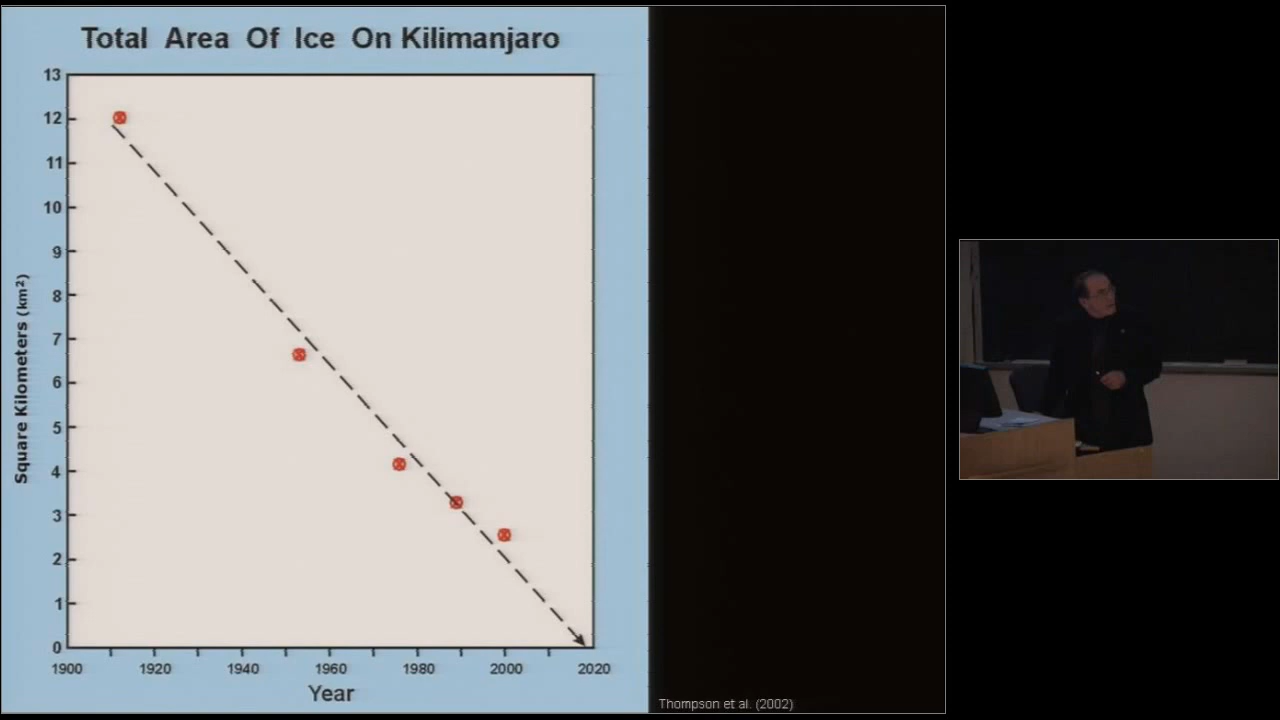 Total Area Of Ice On Kilimanjaro
13
12
11
10
9
8
7
6
5
4
3
2
1
0
Square Kilometers (km²)
1900 1920 1940 1960 1980 2000 2020
Year
Thompson et al. (2002)